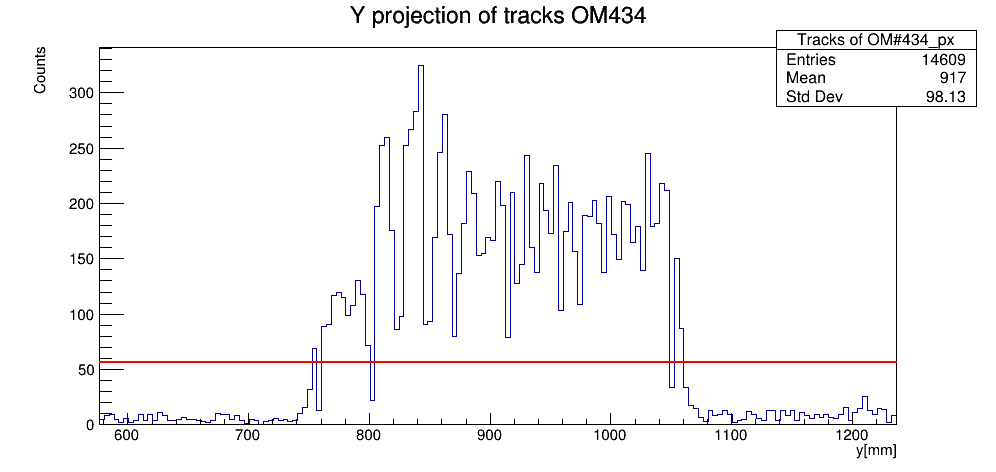 Y projection of tracks OM434
Counts
Tracks of OM#434_px
Entries 14609
Mean 917
Std Dev 98.13
300
250
200
150
100
50
0
600 700 800 900 1000 1100 1200
y[mm]